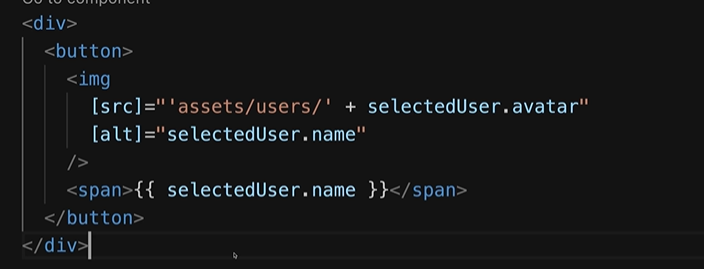 Go to component
<div>
<button>
<img
[src]="'assets/users/' + selectedUser.avatar"
[alt]="selectedUser.name"
/>
<span>{{ selectedUser.name }}</span>
</button>
</div>